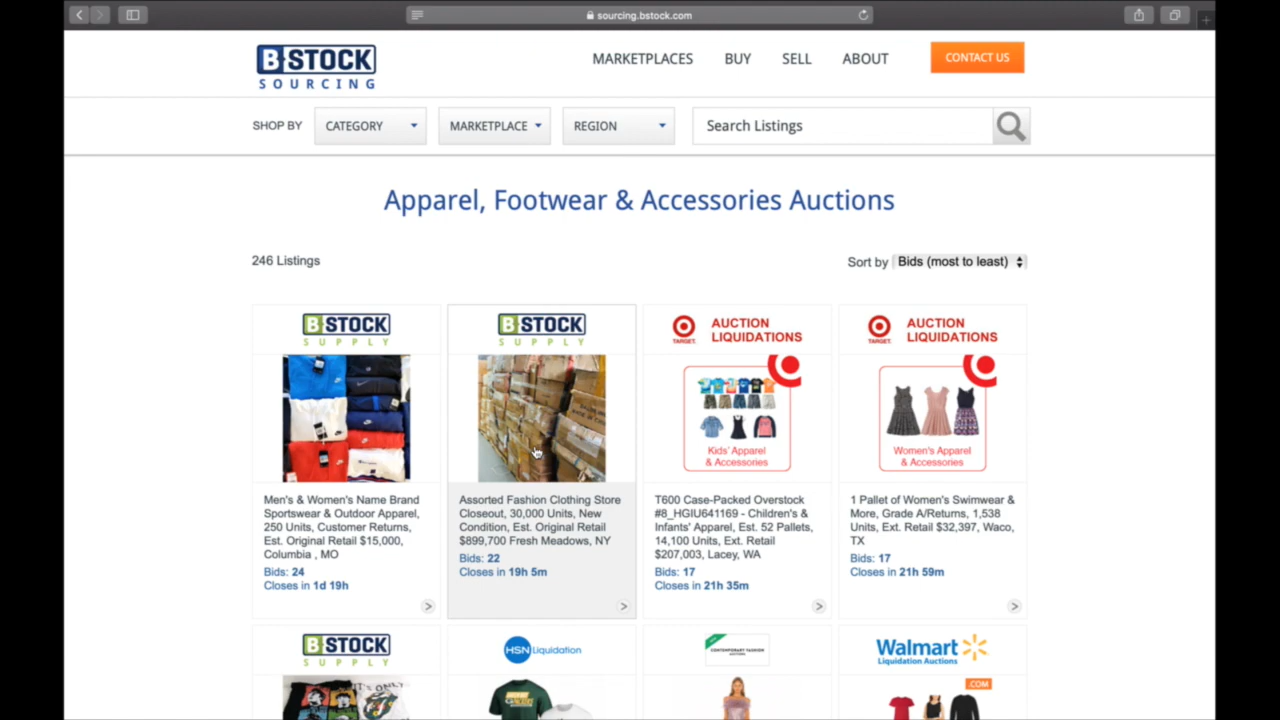 sourcing.bstock.com
B-STOCK
SOURCING
MARKETPLACES BUY SELL ABOUT CONTACT US
SHOP BY CATEGORY MARKETPLACE REGION Search Listings
Apparel, Footwear & Accessories Auctions
246 Listings
Sort by Bids (most to least)
B-STOCK
SUPPLY
Men's & Women's Name Brand
Sportswear & Outdoor Apparel,
250 Units, Customer Returns,
Est. Original Retail $15,000,
Columbia , MO
Bids: 24
Closes in 1d 19h
B-STOCK
SUPPLY
Assorted Fashion Clothing Store
Closeout, 30,000 Units, New
Condition, Est. Original Retail
$899,700 Fresh Meadows, NY
Bids: 22
Closes in 19h 5m
TARGET
AUCTION
LIQUIDATIONS
Kids' Apparel
& Accessories
T600 Case-Packed Overstock
#8_HGIU641169 - Children's &
Infants' Apparel, Est. 52 Pallets,
14,100 Units, Ext. Retail
$207,003, Lacey, WA
Bids: 17
Closes in 21h 35m
TARGET
AUCTION
LIQUIDATIONS
Women's Apparel
& Accessories
1 Pallet of Women's Swimwear &
More, Grade A/Returns, 1,538
Units, Ext. Retail $32,397, Waco,
TX
Bids: 17
Closes in 21h 59m
B-STOCK
SUPPLY
HSN Liquidation
CONTEMPORARY FASHION
AUCTIONS
Walmart
Liquidation Auctions
.COM